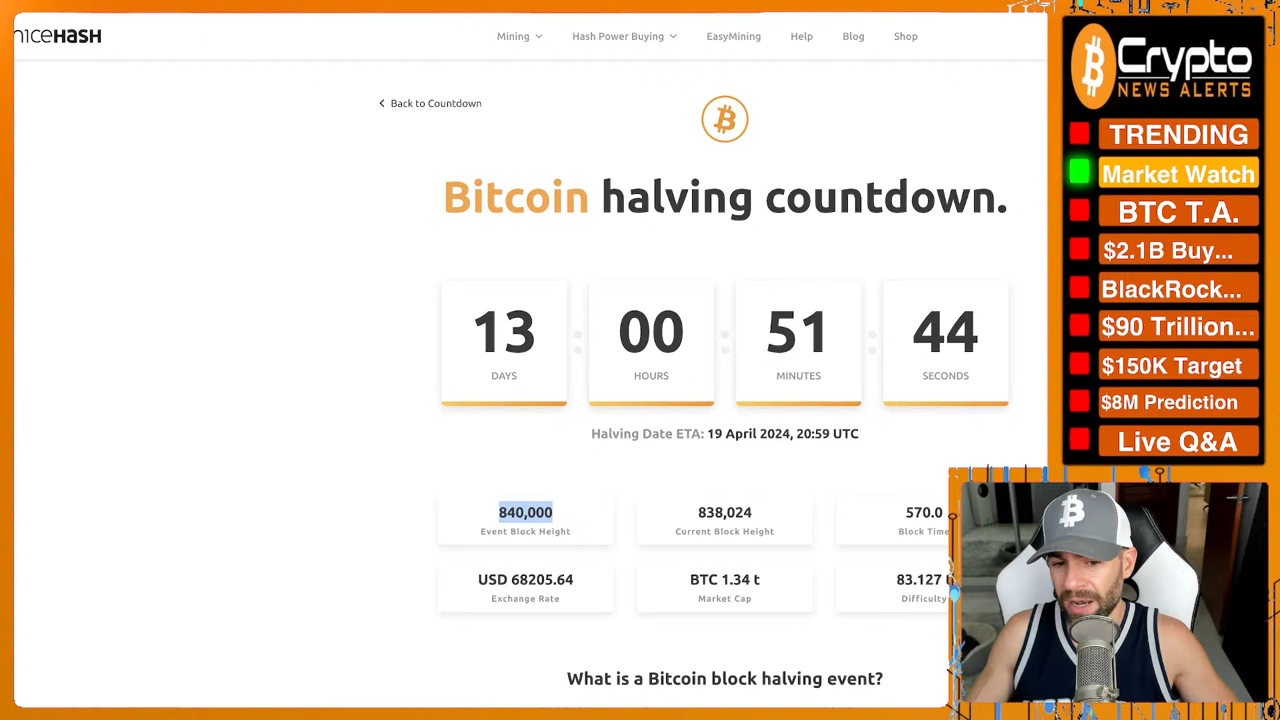 niceHASH
Mining
Hash Power Buying
EasyMining
Help
Blog
Shop
Back to Countdown
Bitcoin halving countdown.
13
00
51
44
DAYS
HOURS
MINUTES
SECONDS
Halving Date ETA: 19 April 2024, 20:59 UTC
840,000
838,024
570.0
Event Block Height
Current Block Height
Block Time
USD 68205.64
BTC 1.34 t
83.127
Exchange Rate
Market Cap
Difficulty
What is a Bitcoin block halving event?
Crypto
NEWS ALERTS
TRENDING
Market Watch
BTC T.A.
$2.1B Buy...
BlackRock...
$90 Trillion...
$150K Target
$8M Prediction
Live Q&A